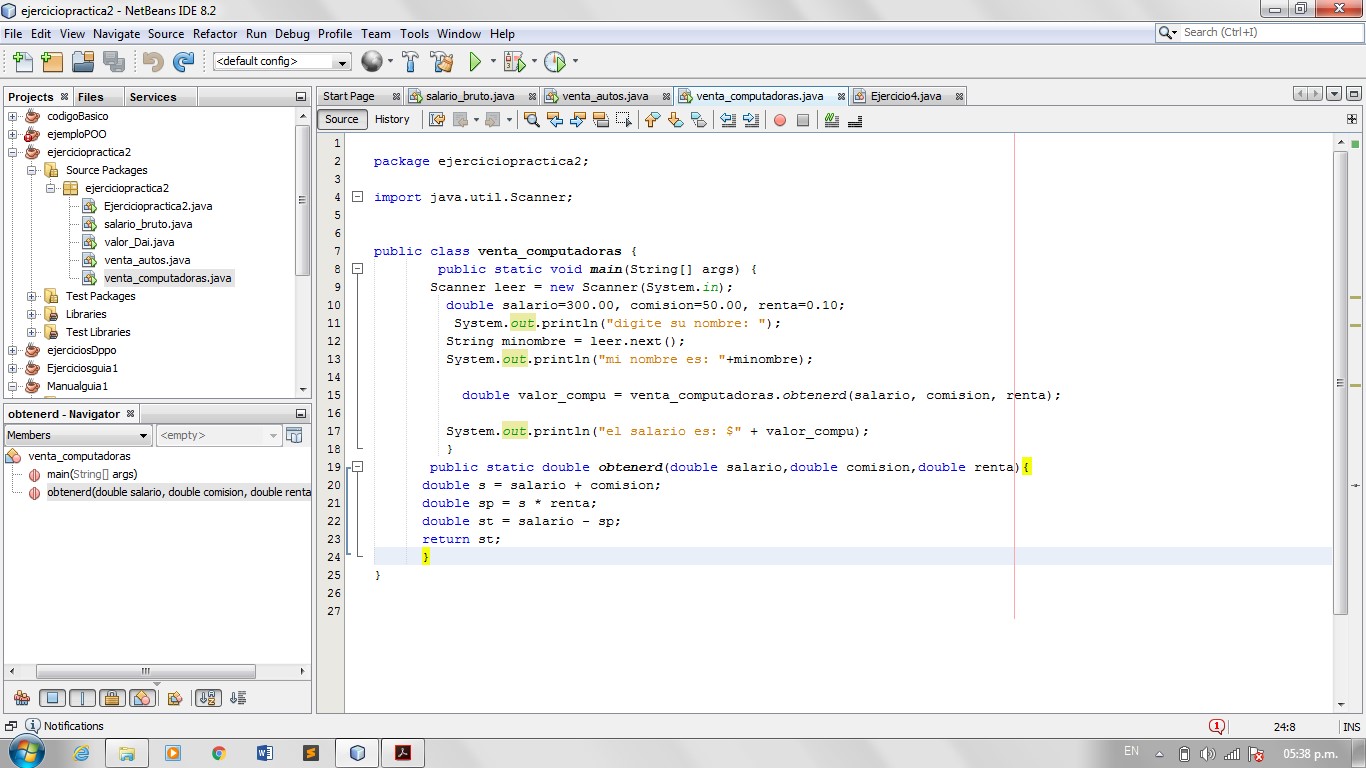 ejerciciopractica2 - NetBeans IDE 8.2
File Edit View Navigate Source Refactor Run Debug Profile Team Tools Window Help
Search (Ctrl+I)
<default config>
Projects Files Services
Start Page salario_bruto.java venta_autos.java venta_computadoras.java Ejercicio4.java
Source History
codigoBasico
ejemploPOO
ejerciciopractica2
Source Packages
ejerciciopractica2
Ejerciciopractica2.java
salario_bruto.java
valor_Dai.java
venta_autos.java
venta_computadoras.java
Test Packages
Libraries
Test Libraries
ejerciciosDppo
Ejerciciosguia1
Manualguia1
obtenerd - Navigator
Members <empty>
venta_computadoras
main(String[] args)
obtenerd(double salario, double comision, double renta
1
2 package ejerciciopractica2;
3
4 import java.util.Scanner;
5
6
7 public class venta_computadoras {
8 public static void main(String[] args) {
9 Scanner leer = new Scanner(System.in);
10 double salario=300.00, comision=50.00, renta=0.10;
11 System.out.println("digite su nombre: ");
12 String minombre = leer.next();
13 System.out.println("mi nombre es: "+minombre);
14
15 double valor_compu = venta_computadoras.obtenerd(salario, comision, renta);
16
17 System.out.println("el salario es: $" + valor_compu);
18 }
19 public static double obtenerd(double salario,double comision,double renta){
20 double s = salario + comision;
21 double sp = s * renta;
22 double st = salario - sp;
23 return st;
24 }
25 }
26
27
Notifications
1
24:8 INS
EN
05:38 p.m.